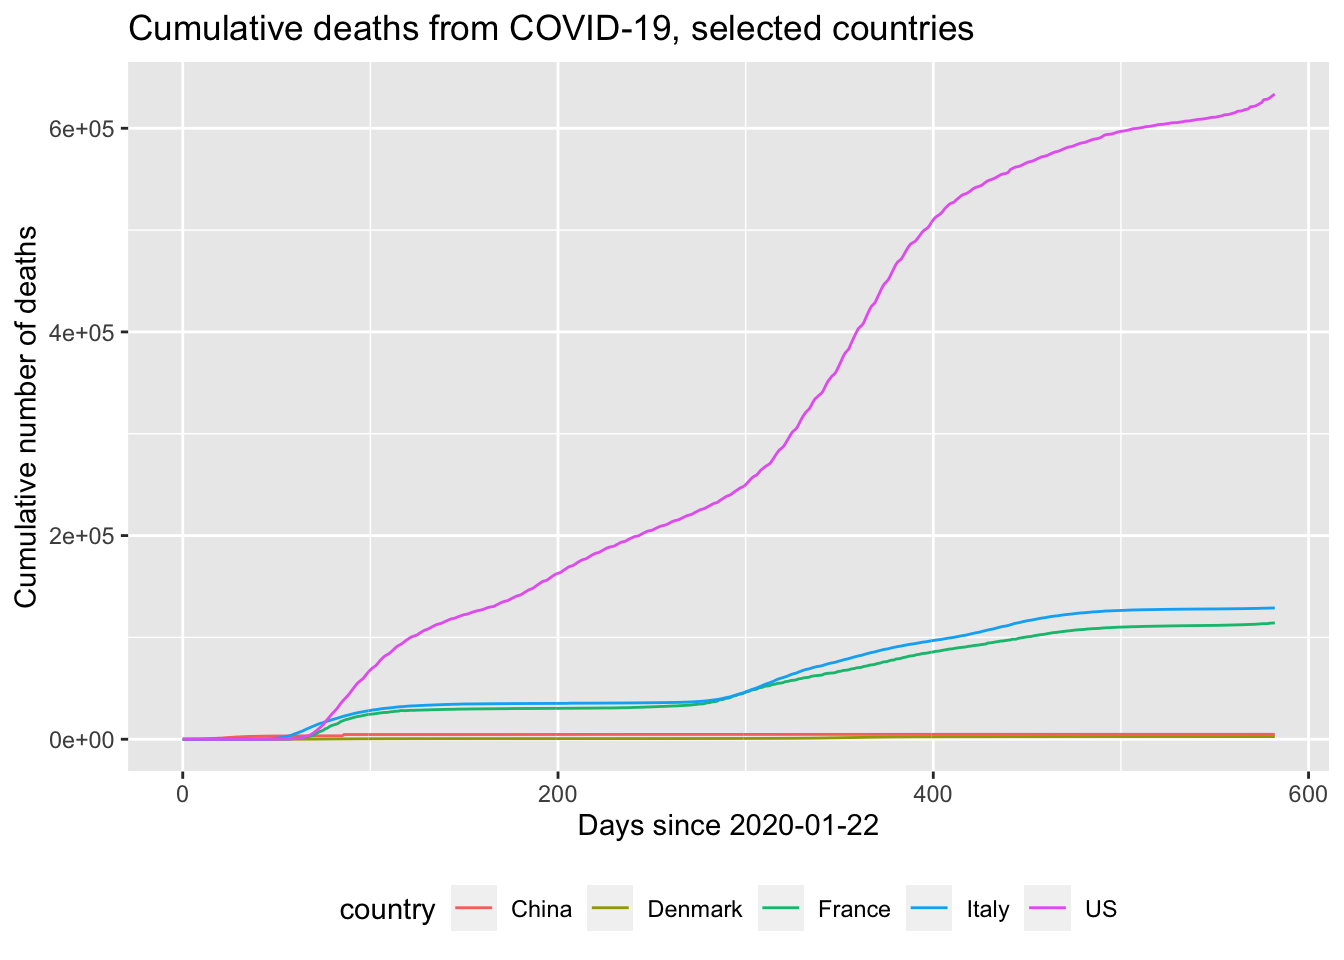 Cumulative deaths from COVID-19, selected countries
Cumulative number of deaths
6e+05
4e+05
2e+05
0e+00
0 200 400 600
Days since 2020-01-22
country China Denmark France Italy US